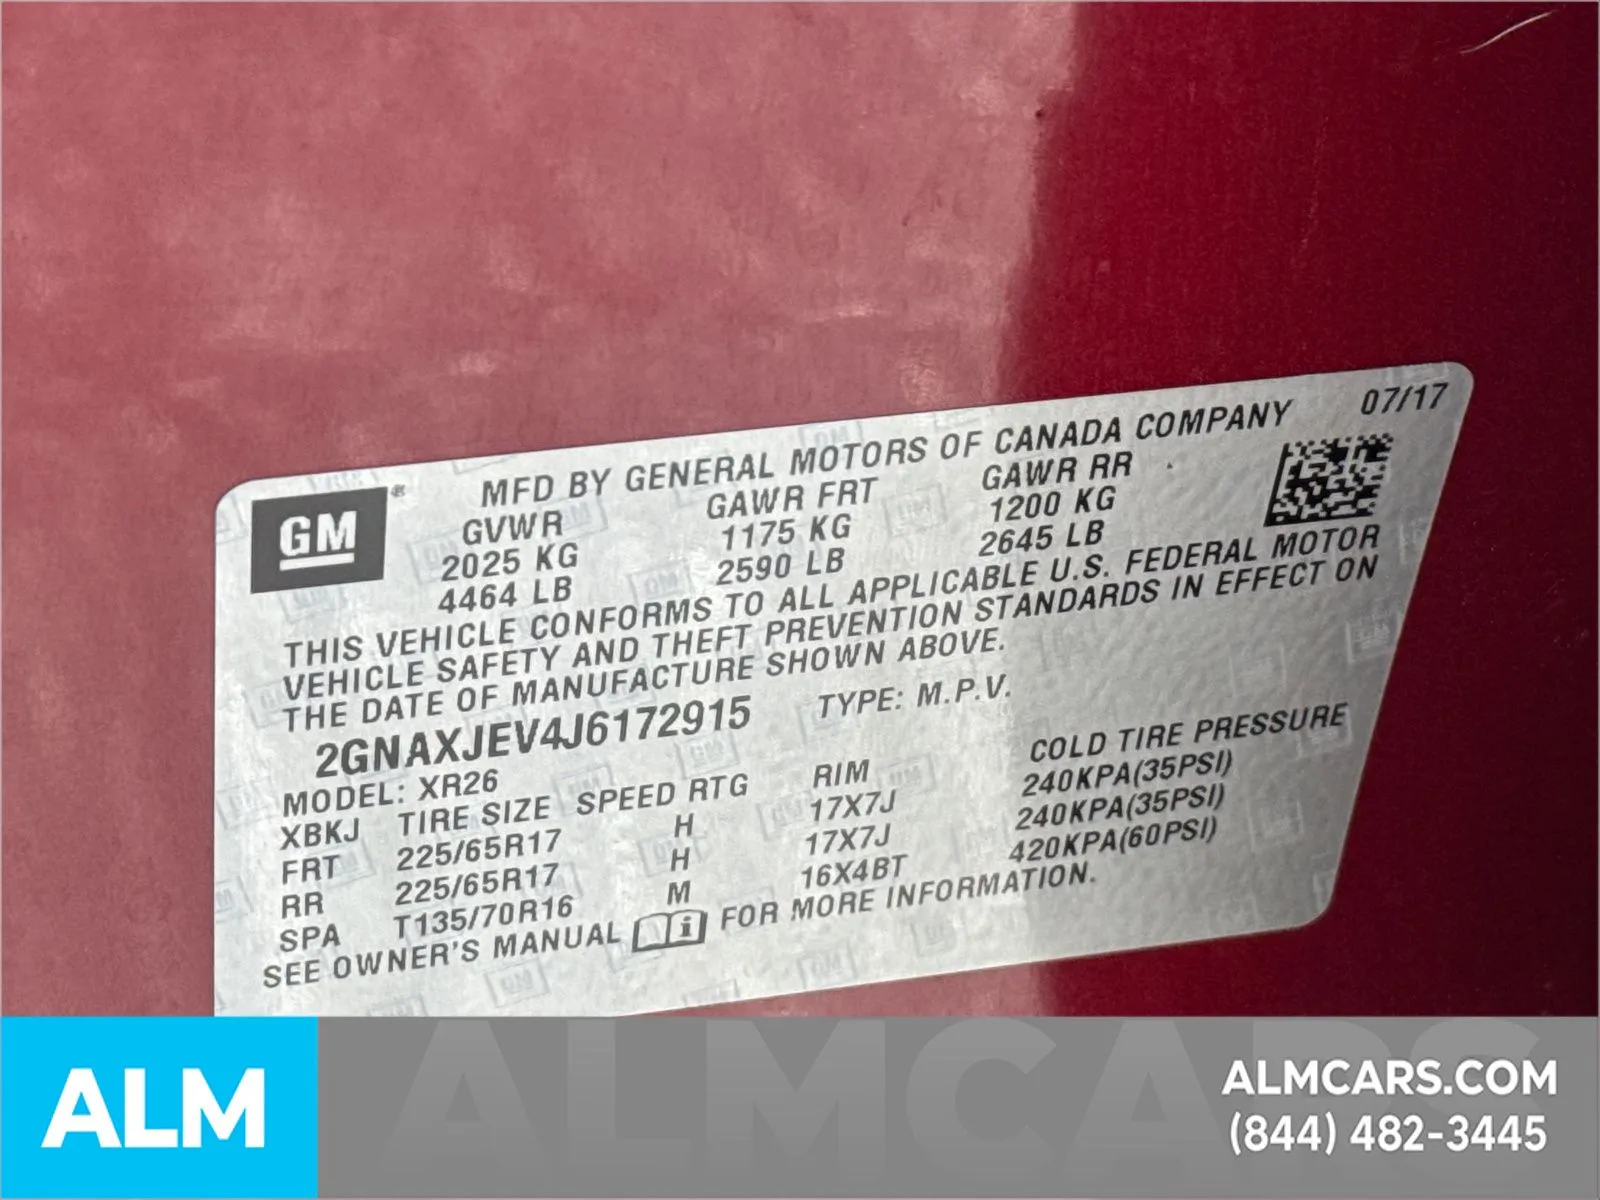 07/17
MFD BY GENERAL MOTORS OF CANADA COMPANY
GM
GVWR GAWR FRT GAWR RR
2025 KG 1175 KG 1200 KG
4464 LB 2590 LB 2645 LB
THIS VEHICLE CONFORMS TO ALL APPLICABLE U.S. FEDERAL MOTOR
VEHICLE SAFETY AND THEFT PREVENTION STANDARDS IN EFFECT ON
THE DATE OF MANUFACTURE SHOWN ABOVE.
2GNAXJEV4J6172915 TYPE: M.P.V.
MODEL: XR26
XBKJ TIRE SIZE SPEED RTG RIM COLD TIRE PRESSURE
FRT 225/65R17 H 17X7J 240KPA(35PSI)
RR 225/65R17 H 17X7J 240KPA(35PSI)
SPA T135/70R16 M 16X4BT 420KPA(60PSI)
SEE OWNER'S MANUAL i FOR MORE INFORMATION.
ALM
ALMCARS
ALMCARS.COM
(844) 482-3445